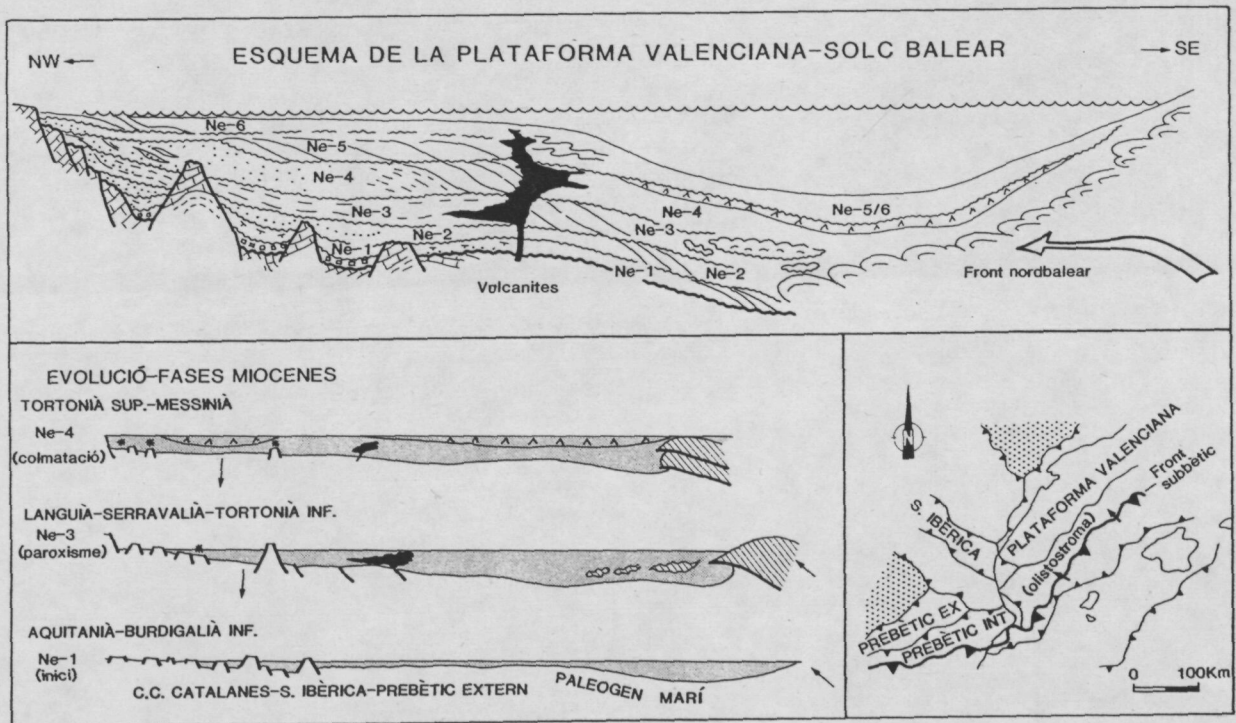 ESQUEMA DE LA PLATAFORMA VALENCIANA-SOLC BALEAR
NW
SE
Ne-6
Ne-5
Ne-4
Ne-3
Ne-2
Ne-1
Ne-4
Ne-3
Ne-5/6
Ne-1
Ne-2
Volcanites
Front nordbalear
EVOLUCIÓ-FASES MIOCENES
TORTONIÀ SUP.-MESSINIÀ
Ne-4
(colmatació)
LANGUIÀ-SERRAVALIÀ-TORTONIÀ INF.
Ne-3
(paroxisme)
AQUITANIÀ-BURDIGALIÀ INF.
Ne-1
(inici)
C.C. CATALANES-S. IBÈRICA-PREBÈTIC EXTERN
PALEOGEN MARÍ
N
PLATAFORMA VALENCIANA
Front
subbètic
S. IBÈRICA
(olistostroma)
PREBÈTIC EX
PREBÈTIC INT
0 100Km